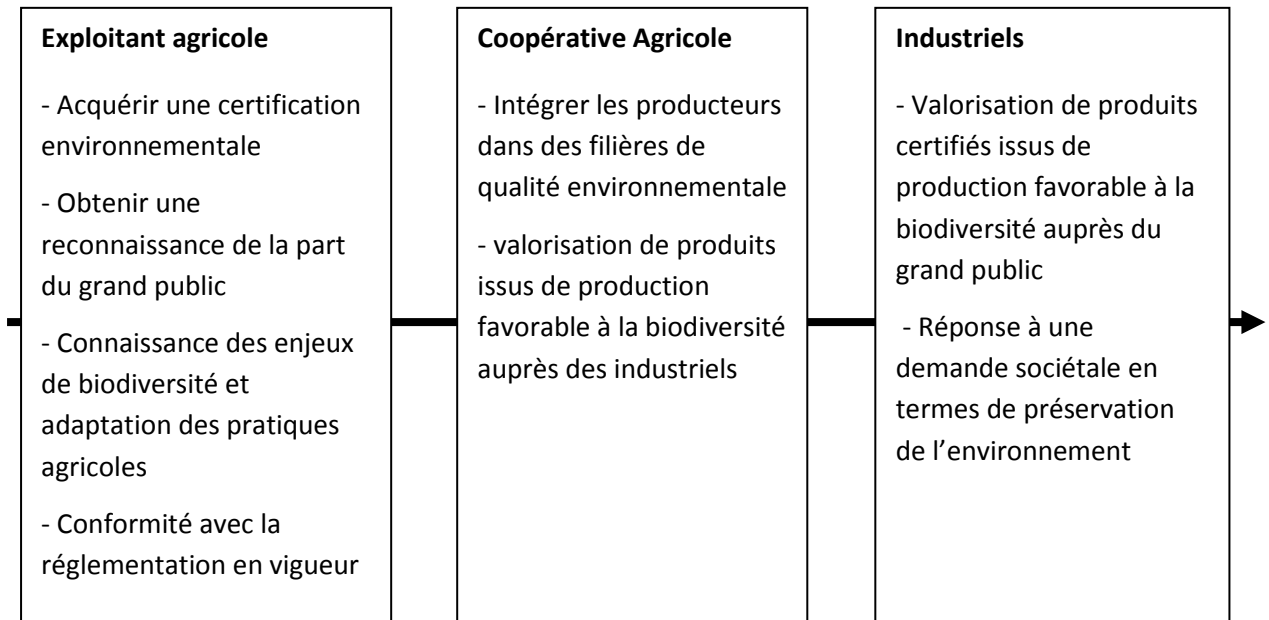 Exploitant agricole
- Acquérir une certification
environnementale
- Obtenir une
reconnaissance de la part
du grand public
- Connaissance des enjeux
de biodiversité et
adaptation des pratiques
agricoles
- Conformité avec la
réglementation en vigueur
Coopérative Agricole
- Intégrer les producteurs
dans des filières de
qualité environnementale
- valorisation de produits
issus de production
favorable à la biodiversité
auprès des industriels
Industriels
- Valorisation de produits
certifiés issus de
production favorable à la
biodiversité auprès du
grand public
- Réponse à une
demande sociétale en
termes de préservation
de l’environnement